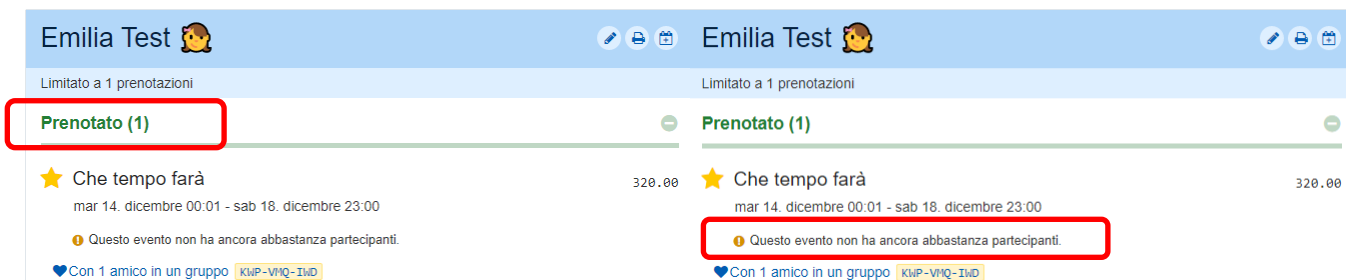 Emilia Test
Limitato a 1 prenotazioni
Prenotato (1)
Che tempo farà 320.00
mar 14. dicembre 00:01 - sab 18. dicembre 23:00
Questo evento non ha ancora abbastanza partecipanti.
Con 1 amico in un gruppo KWP-VMQ-IWD
Emilia Test
Limitato a 1 prenotazioni
Prenotato (1)
Che tempo farà 320.00
mar 14. dicembre 00:01 - sab 18. dicembre 23:00
Questo evento non ha ancora abbastanza partecipanti.
Con 1 amico in un gruppo KWP-VMQ-IWD